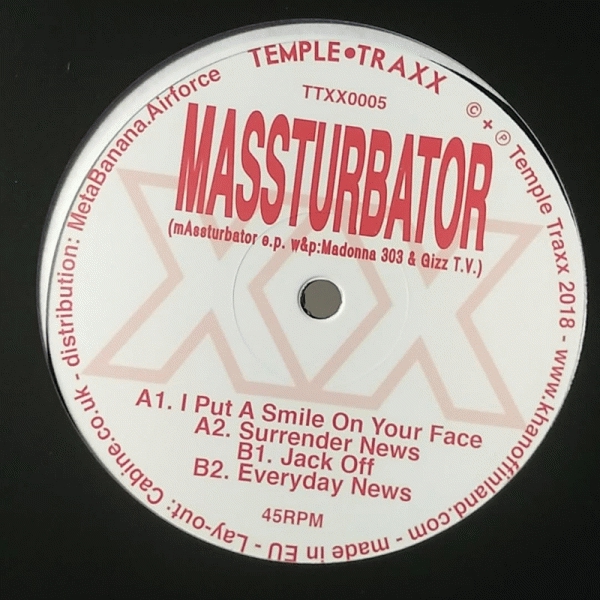 TEMPLE•TRAXX
TTXX0005
MASSTURBATOR
(mAssturbator e.p. w&p:Madonna 303 & Gizz T.V.)
XX
A1. I Put A Smile On Your Face
A2. Surrender News
B1. Jack Off
B2. Everyday News
45RPM
©+℗ Temple Traxx 2018 - www.khanoffinland.com - made in EU - Lay-out: Cabine.co.uk - distribution: MetaBanana.Airforce